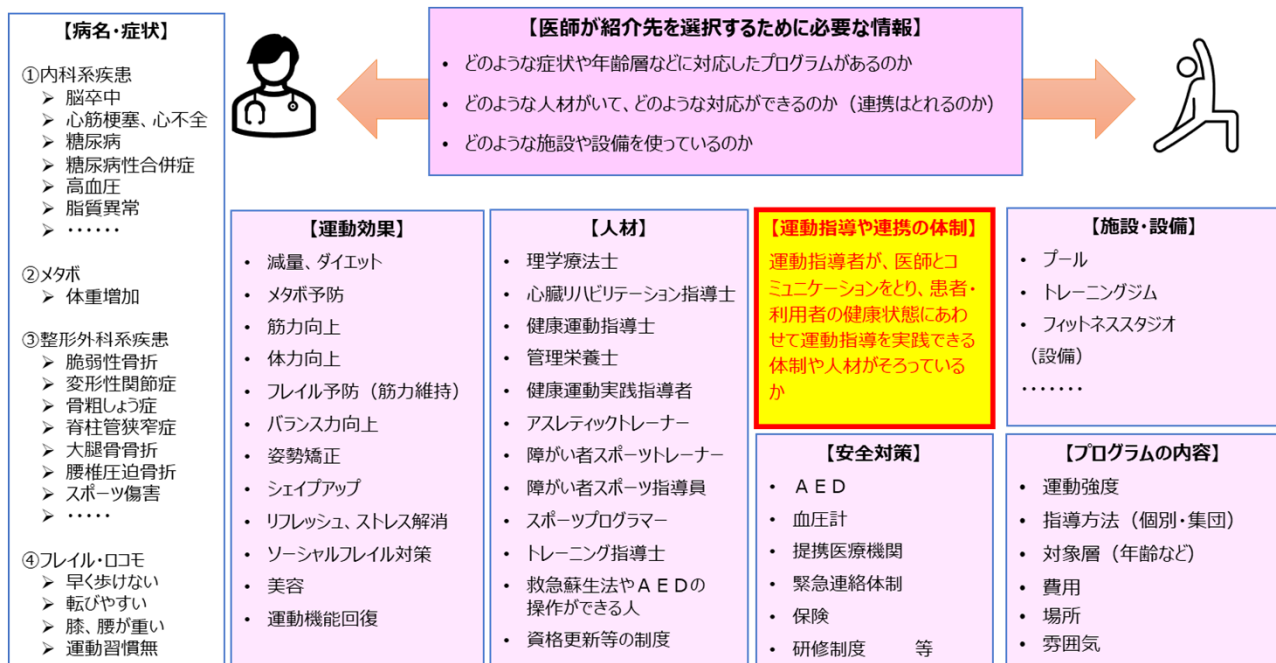 【病名・症状】
①内科系疾患
➢ 脳卒中
➢ 心筋梗塞、心不全
➢ 糖尿病
➢ 糖尿病性合併症
➢ 高血圧
➢ 脂質異常
➢ ‥‥‥
②メタボ
➢ 体重増加
③整形外科系疾患
➢ 脆弱性骨折
➢ 変形性関節症
➢ 骨粗しょう症
➢ 脊柱管狭窄症
➢ 大腿骨骨折
➢ 腰椎圧迫骨折
➢ スポーツ傷害
➢ ‥‥‥
④フレイル・ロコモ
➢ 早く歩けない
➢ 転びやすい
➢ 膝、腰が重い
➢ 運動習慣無
【医師が紹介先を選択するために必要な情報】
• どのような症状や年齢層などに対応したプログラムがあるのか
• どのような人材がいて、どのような対応ができるのか（連携はとれるのか）
• どのような施設や設備を使っているのか
【運動効果】
• 減量、ダイエット
• メタボ予防
• 筋力向上
• 体力向上
• フレイル予防（筋力維持）
• バランス力向上
• 姿勢矯正
• シェイプアップ
• リフレッシュ、ストレス解消
• ソーシャルフレイル対策
• 美容
• 運動機能回復
【人材】
• 理学療法士
• 心臓リハビリテーション指導士
• 健康運動指導士
• 管理栄養士
• 健康運動実践指導者
• アスレティックトレーナー
• 障がい者スポーツトレーナー
• 障がい者スポーツ指導員
• スポーツプログラマー
• トレーニング指導士
• 救急蘇生法やＡＥＤの
操作ができる人
• 資格更新等の制度
【運動指導や連携の体制】
運動指導者が、医師とコ
ミュニケーションをとり、患者・
利用者の健康状態にあわ
せて運動指導を実践できる
体制や人材がそろっている
か
【安全対策】
• ＡＥＤ
• 血圧計
• 提携医療機関
• 緊急連絡体制
• 保険
• 研修制度　　等
【施設・設備】
• プール
• トレーニングジム
• フィットネススタジオ
（設備）
‥‥‥‥
【プログラムの内容】
• 運動強度
• 指導方法（個別・集団）
• 対象層（年齢など）
• 費用
• 場所
• 雰囲気